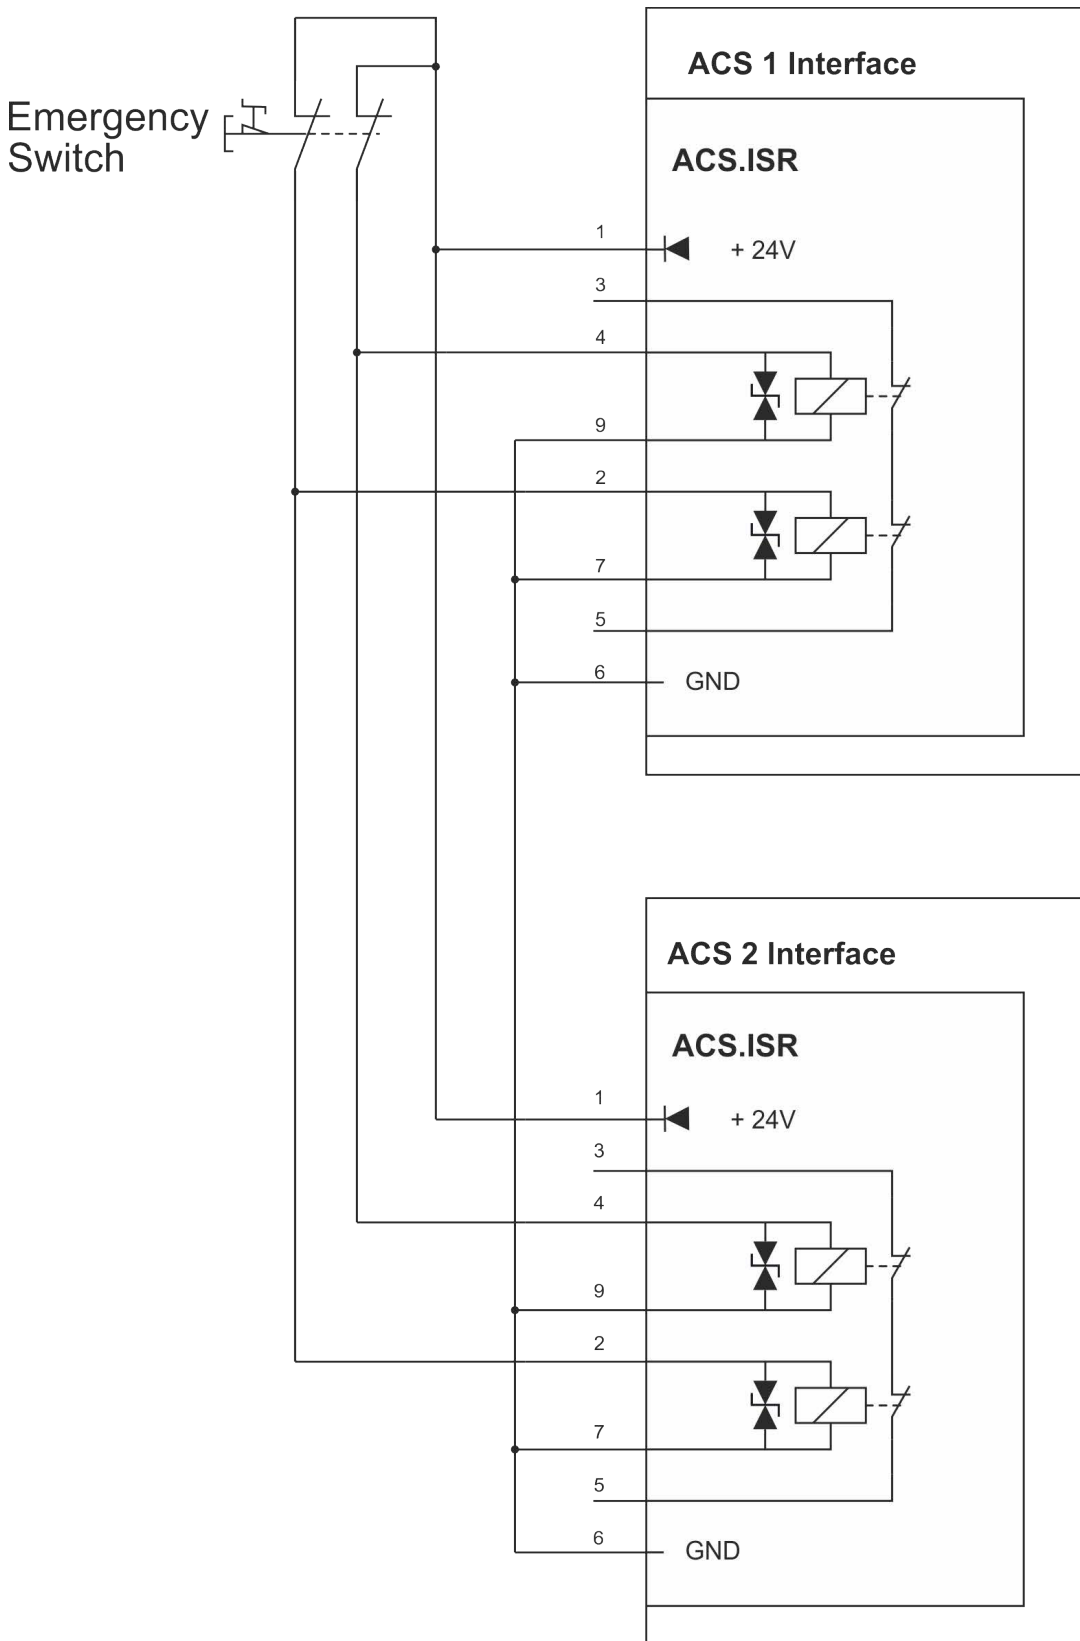 ACS 1 Interface
Emergency
Switch
ACS.ISR
1
+ 24V
3
4
9
2
7
5
6
GND
ACS 2 Interface
ACS.ISR
1
+ 24V
3
4
9
2
7
5
6
GND